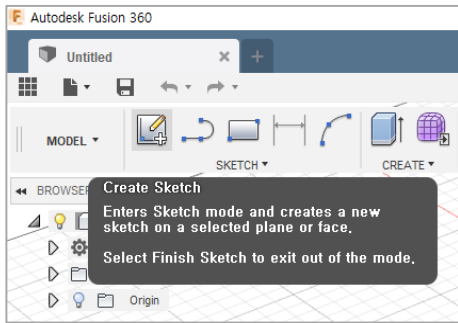 Autodesk Fusion 360
Untitled
MODEL
SKETCH
CREATE
BROWSER
Create Sketch
Enters Sketch mode and creates a new
sketch on a selected plane or face.
Select Finish Sketch to exit out of the mode.
Origin